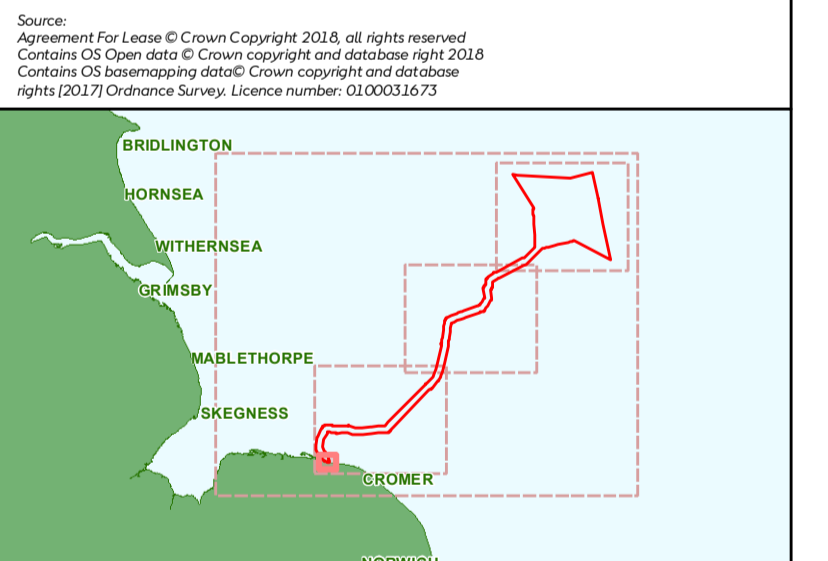 Source:
Agreement For Lease © Crown Copyright 2018, all rights reserved
Contains OS Open data © Crown copyright and database right 2018
Contains OS basemapping data© Crown copyright and database
rights [2017] Ordnance Survey. Licence number: 0100031673
BRIDLINGTON
HORNSEA
WITHERNSEA
GRIMSBY
MABLETHORPE
SKEGNESS
CROMER
NORWICH